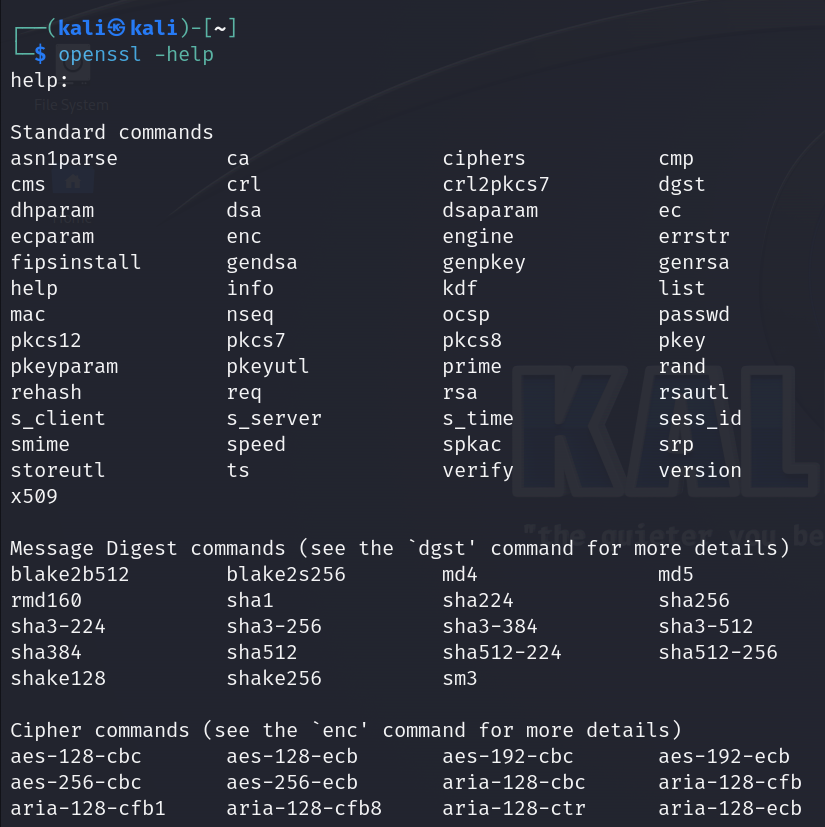 ┌──(kali㉿kali)-[~]
└─$ openssl -help
help:
File System
Standard commands
asn1parse ca ciphers cmp
cms crl crl2pkcs7 dgst
dhparam dsa dsaparam ec
ecparam enc engine errstr
fipsinstall gendsa genpkey genrsa
help info kdf list
mac nseq ocsp passwd
pkcs12 pkcs7 pkcs8 pkey
pkeyparam pkeyutl prime rand
rehash req rsa rsautl
s_client s_server s_time sess_id
smime speed spkac srp
storeutl ts verify version
x509
KAL
"the quieter you be
Message Digest commands (see the `dgst' command for more details)
blake2b512 blake2s256 md4 md5
rmd160 sha1 sha224 sha256
sha3-224 sha3-256 sha3-384 sha3-512
sha384 sha512 sha512-224 sha512-256
shake128 shake256 sm3
Cipher commands (see the `enc' command for more details)
aes-128-cbc aes-128-ecb aes-192-cbc aes-192-ecb
aes-256-cbc aes-256-ecb aria-128-cbc aria-128-cfb
aria-128-cfb1 aria-128-cfb8 aria-128-ctr aria-128-ecb